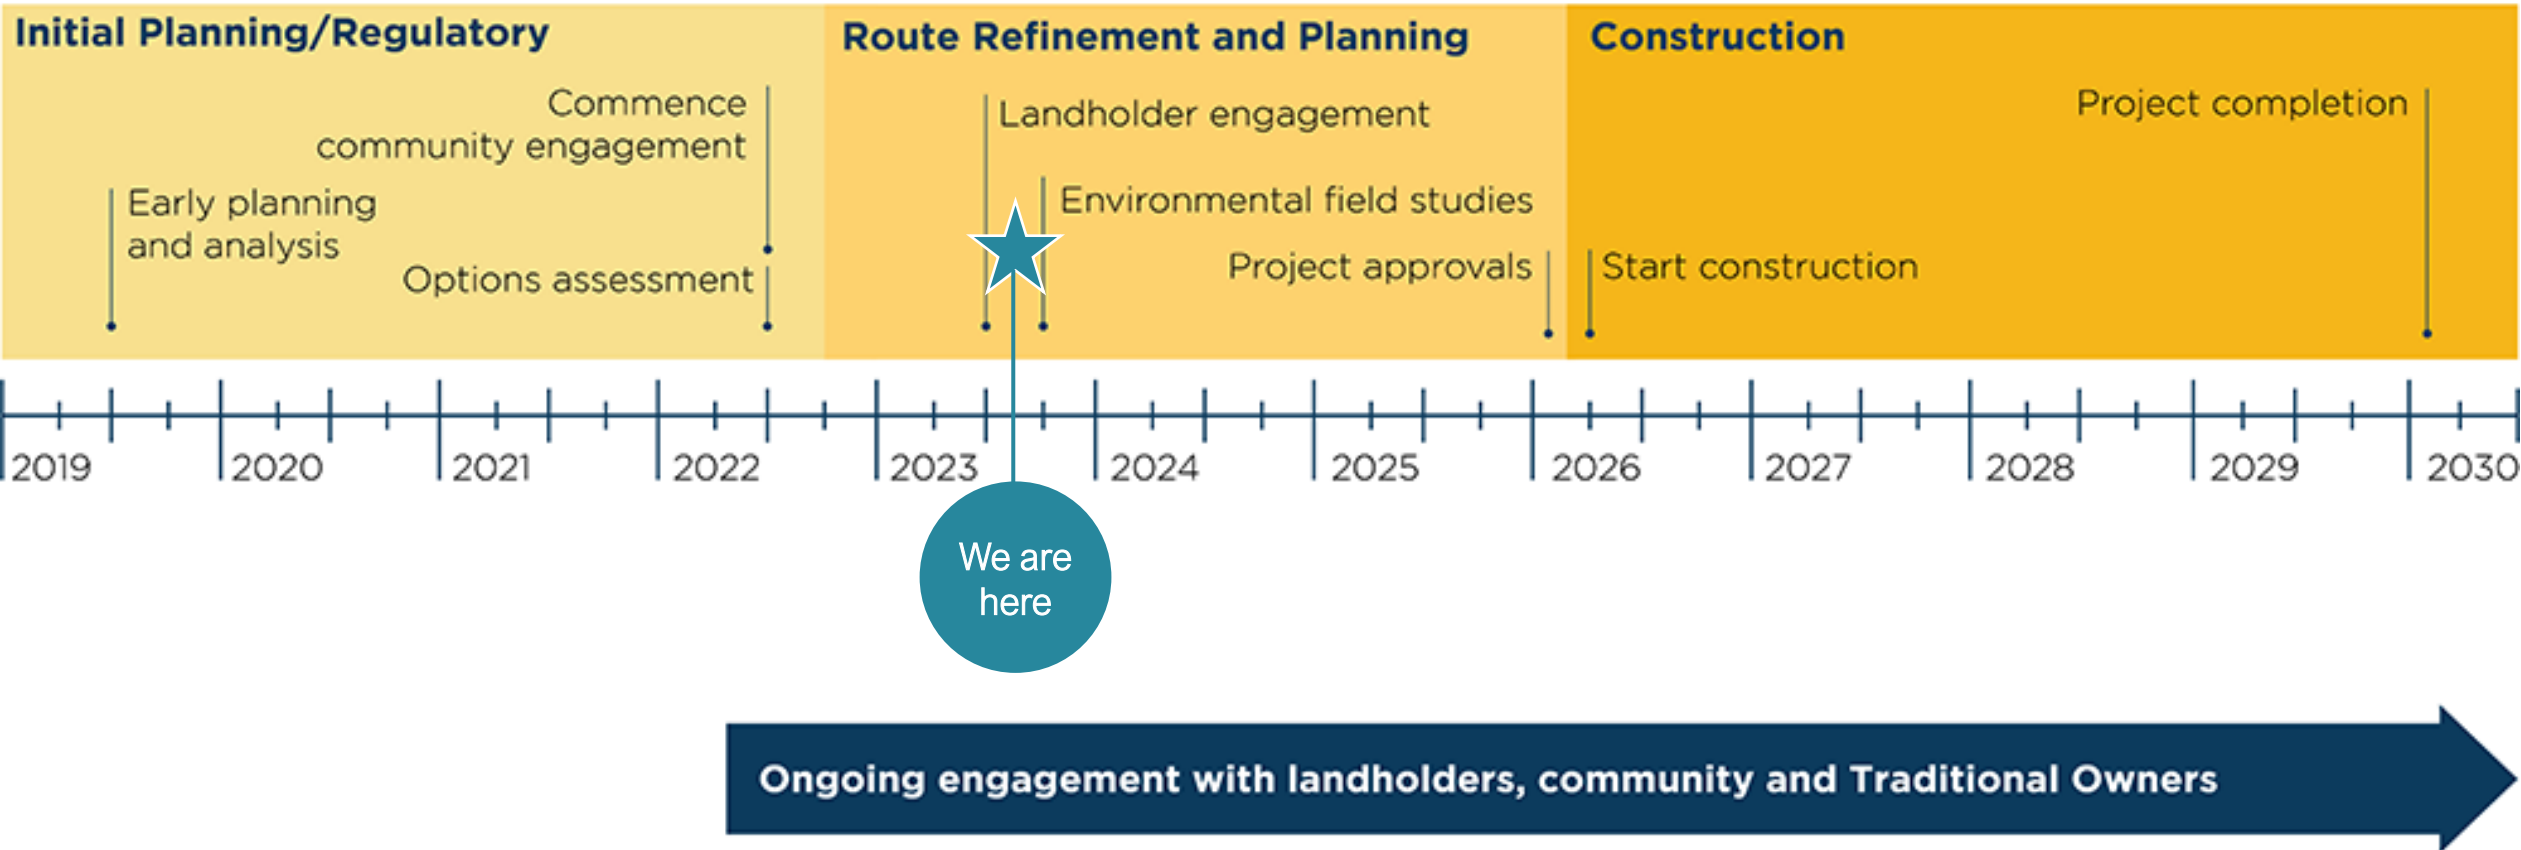 Initial Planning/Regulatory
Route Refinement and Planning
Construction
Commence
community engagement
Early planning
and analysis
Options assessment
Landholder engagement
Environmental field studies
Project approvals
Project completion
Start construction
2019 2020 2021 2022 2023 2024 2025 2026 2027 2028 2029 2030
We are
here
Ongoing engagement with landholders, community and Traditional Owners